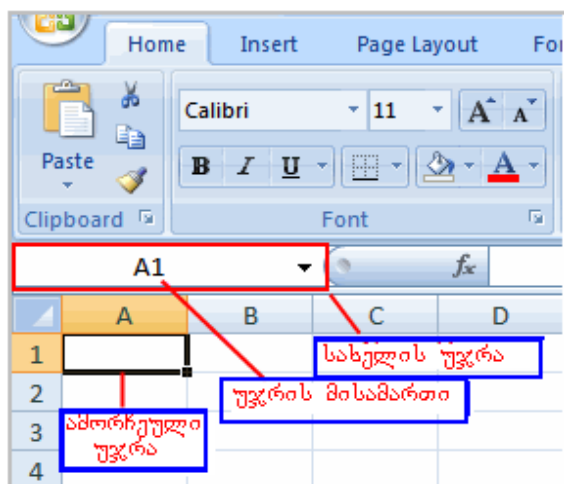 Home Insert Page Layout
Calibri 11 A A
Paste
B I U A
Clipboard Font
A1 fx
A B C D
1
სახელის უჯრა
2
უჯრის მისამართი
3
ამორჩეული
უჯრა
4